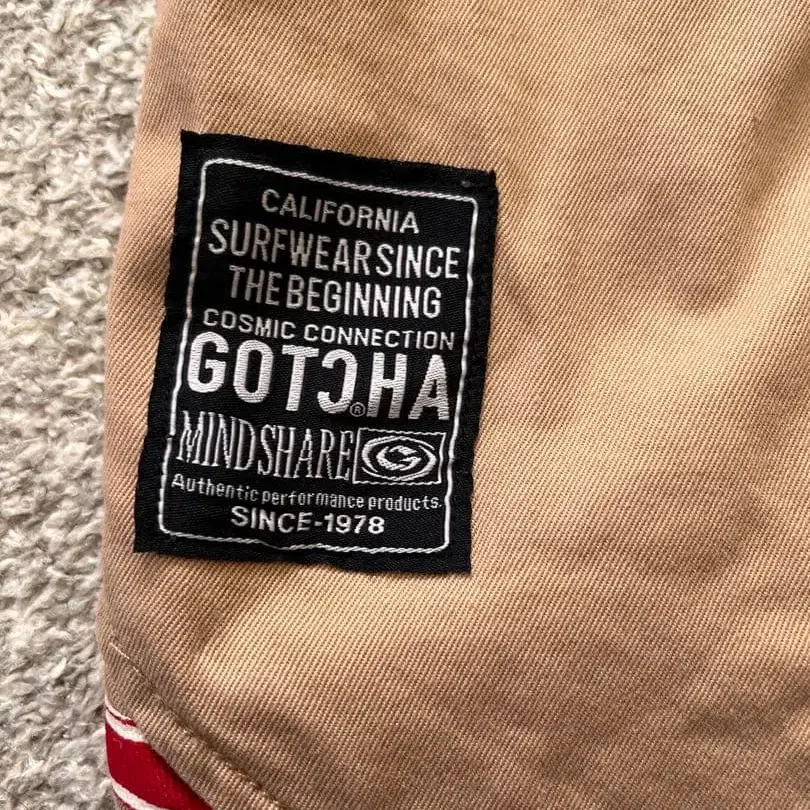 CALIFORNIA
SURFWEAR SINCE
THE BEGINNING
COSMIC CONNECTION
GOTCHA®
MINDSHARE G
Authentic performance products.
SINCE-1978